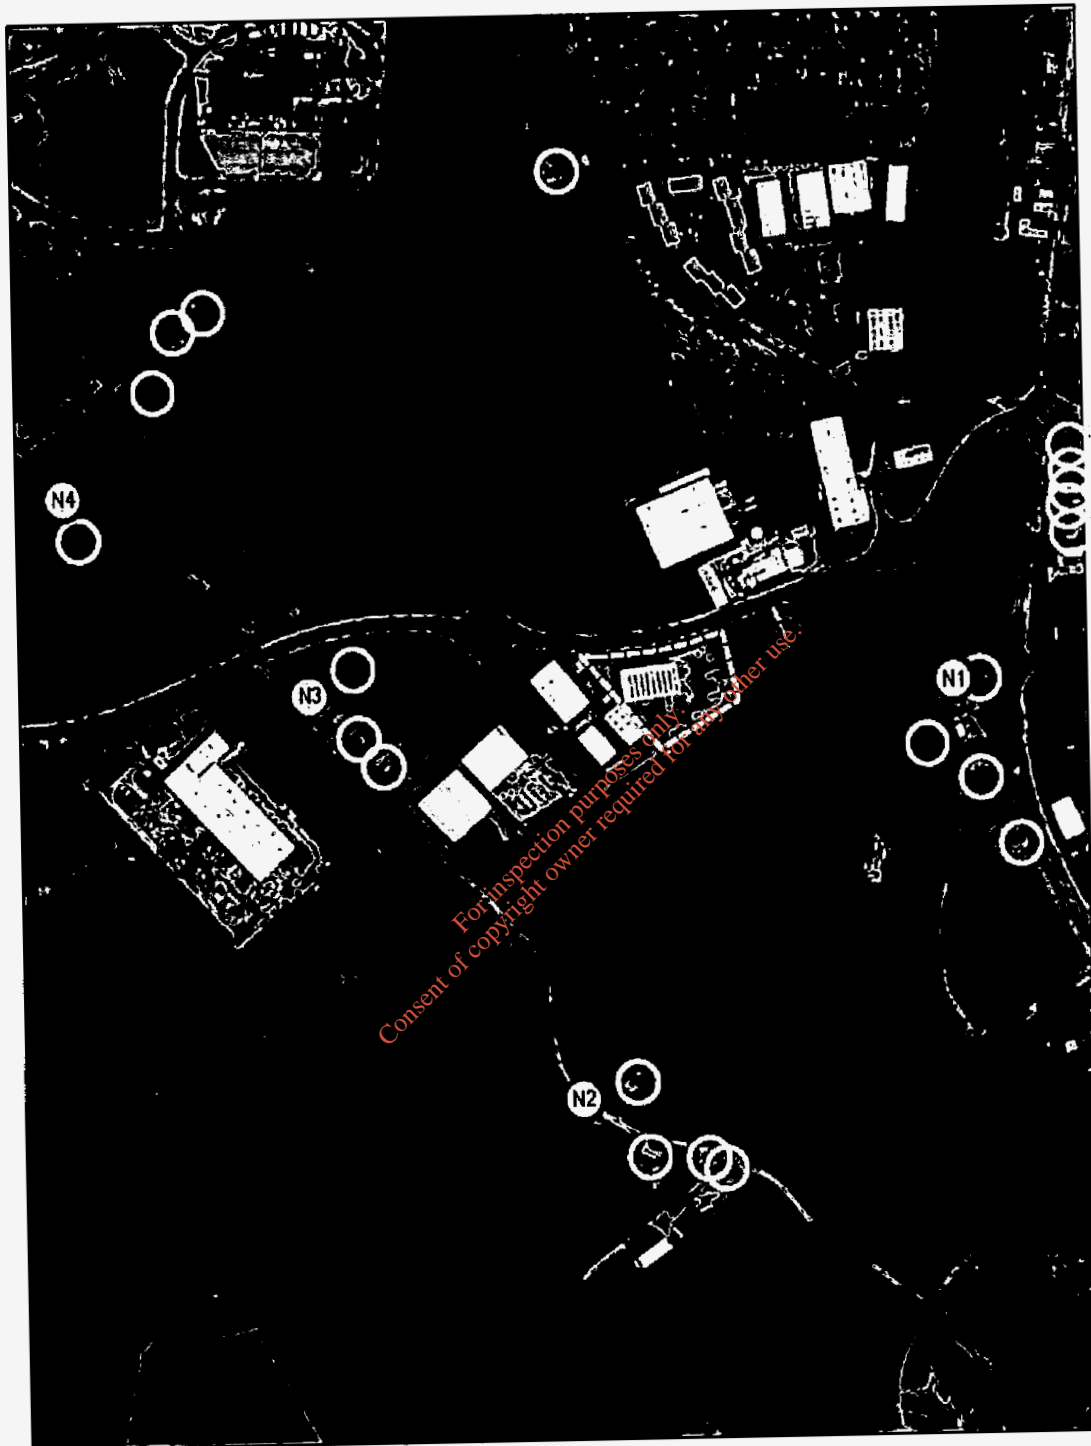 N4
N3
N1
For inspection purposes only.
Consent of copyright owner required for any other use.
N2